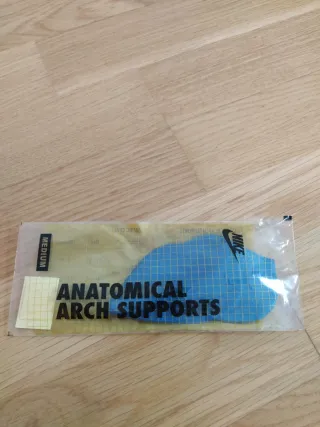 MEDIUM
NIKE
ANATOMICAL
ARCH SUPPORTS